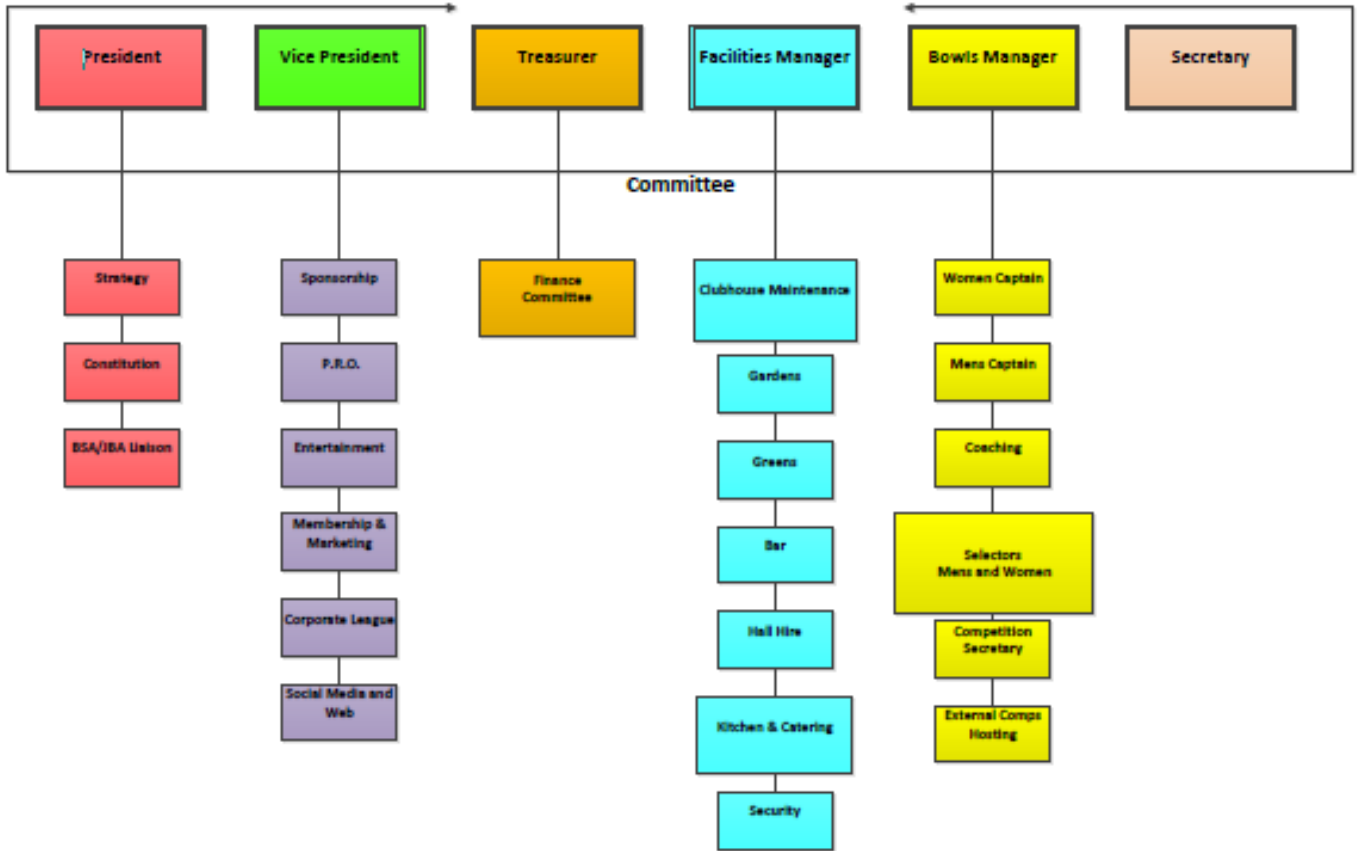 President
Vice President
Treasurer
Facilities Manager
Bowls Manager
Secretary
Committee
Strategy
Constitution
BSA/JBA Liaison
Sponsorship
P.R.O.
Entertainment
Membership &
Marketing
Corporate League
Social Media and
Web
Finance
Committee
Clubhouse Maintenance
Gardens
Greens
Bar
Hall Hire
Kitchen & Catering
Security
Women Captain
Mens Captain
Coaching
Selectors
Mens and Women
Competition
Secretary
External Comps
Hosting